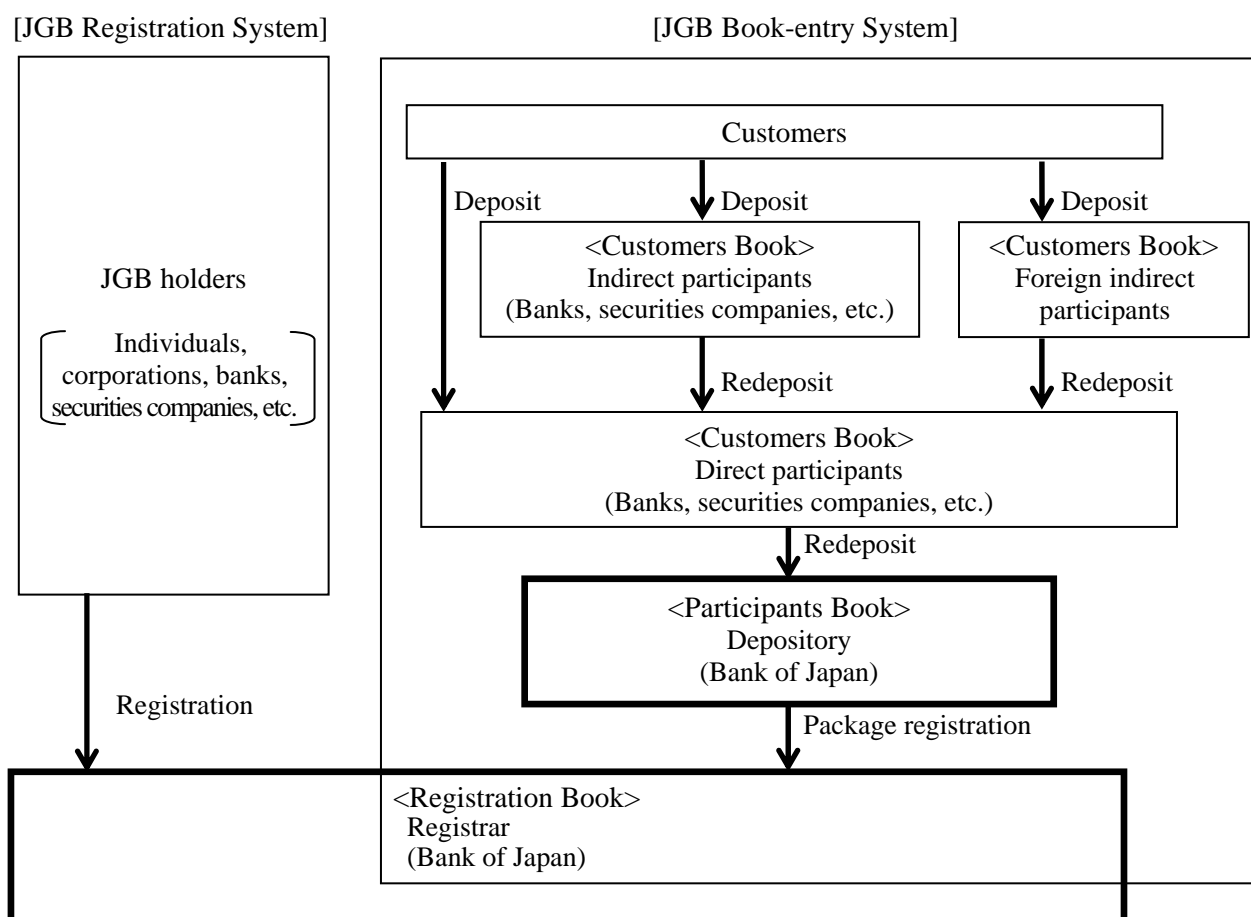 [JGB Registration System]
[JGB Book-entry System]
Customers
Deposit
Deposit
Deposit
<Customers Book>
Indirect participants
(Banks, securities companies, etc.)
<Customers Book>
Foreign indirect
participants
JGB holders
Individuals,
corporations, banks,
securities companies, etc.
Redeposit
Redeposit
<Customers Book>
Direct participants
(Banks, securities companies, etc.)
Redeposit
<Participants Book>
Depository
(Bank of Japan)
Registration
Package registration
<Registration Book>
Registrar
(Bank of Japan)